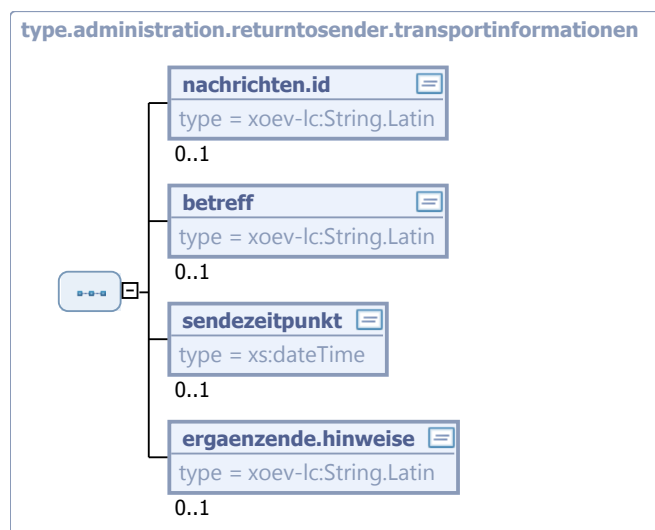 type.administration.returntosender.transportinformationen
nachrichten.id
type = xoev-lc:String.Latin
0..1
betreff
type = xoev-lc:String.Latin
0..1
sendezeitpunkt
type = xs:dateTime
0..1
ergaenzende.hinweise
type = xoev-lc:String.Latin
0..1